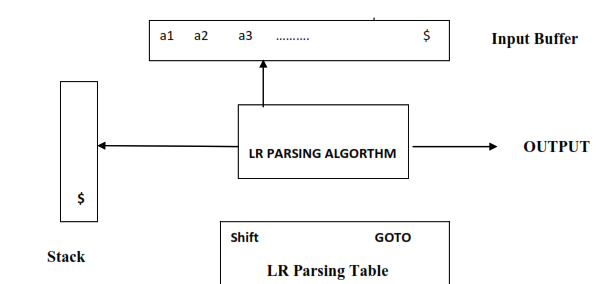 a1 a2 a3 .......... $
Input Buffer
LR PARSING ALGORTHM
OUTPUT
$
Stack
Shift GOTO
LR Parsing Table